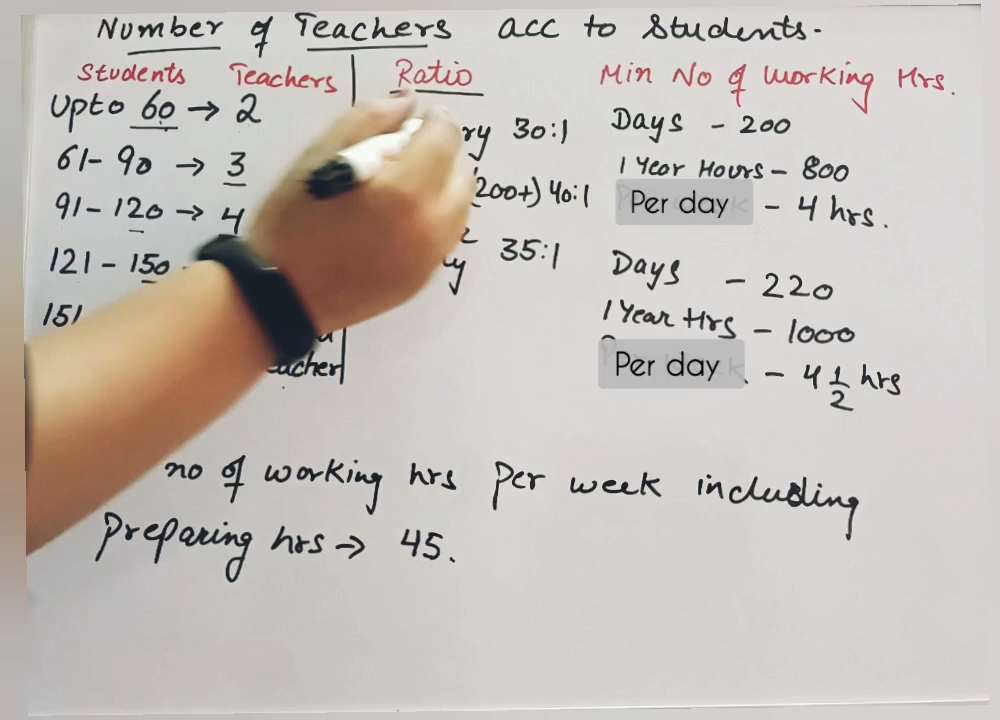 Number of Teachers acc to Students.
Students Teachers
Upto 60 → 2
61- 90 → 3
91- 120 → 4
121 - 150
151
Ratio
30:1
(200+) 40:1
35:1
Min No of Working Hrs.
Days - 200
1 Year Hours - 800
Per day - 4 hrs.
Days - 220
1 Year Hrs - 1000
Per day - 4 1/2 hrs
no of working hrs Per week including
Preparing hrs → 45.